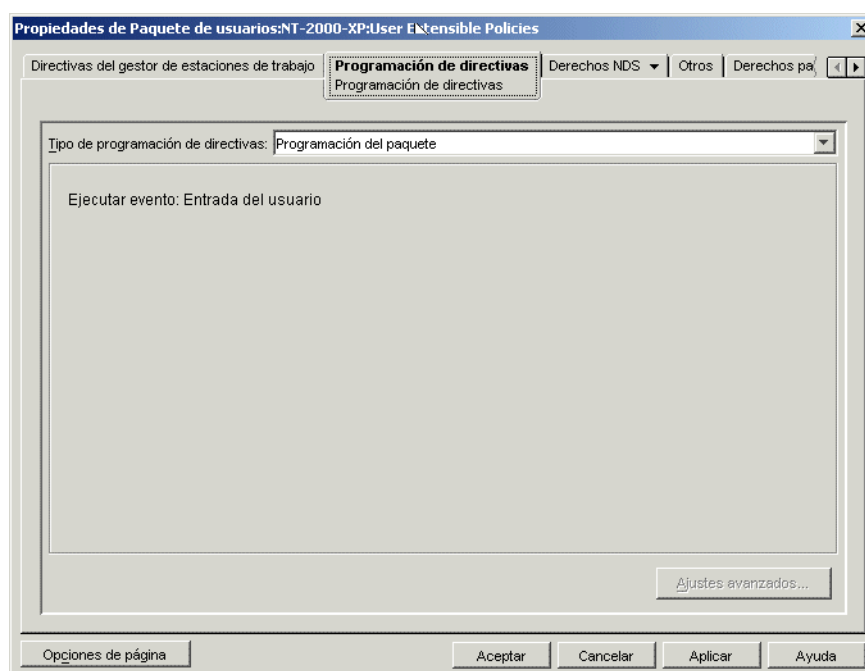 Propiedades de Paquete de usuarios:NT-2000-XP:User Extensible Policies
Directivas del gestor de estaciones de trabajo
Programación de directivas
Programación de directivas
Derechos NDS
Otros
Derechos pa
Tipo de programación de directivas:
Programación del paquete
Ejecutar evento: Entrada del usuario
Ajustes avanzados...
Opciones de página
Aceptar
Cancelar
Aplicar
Ayuda